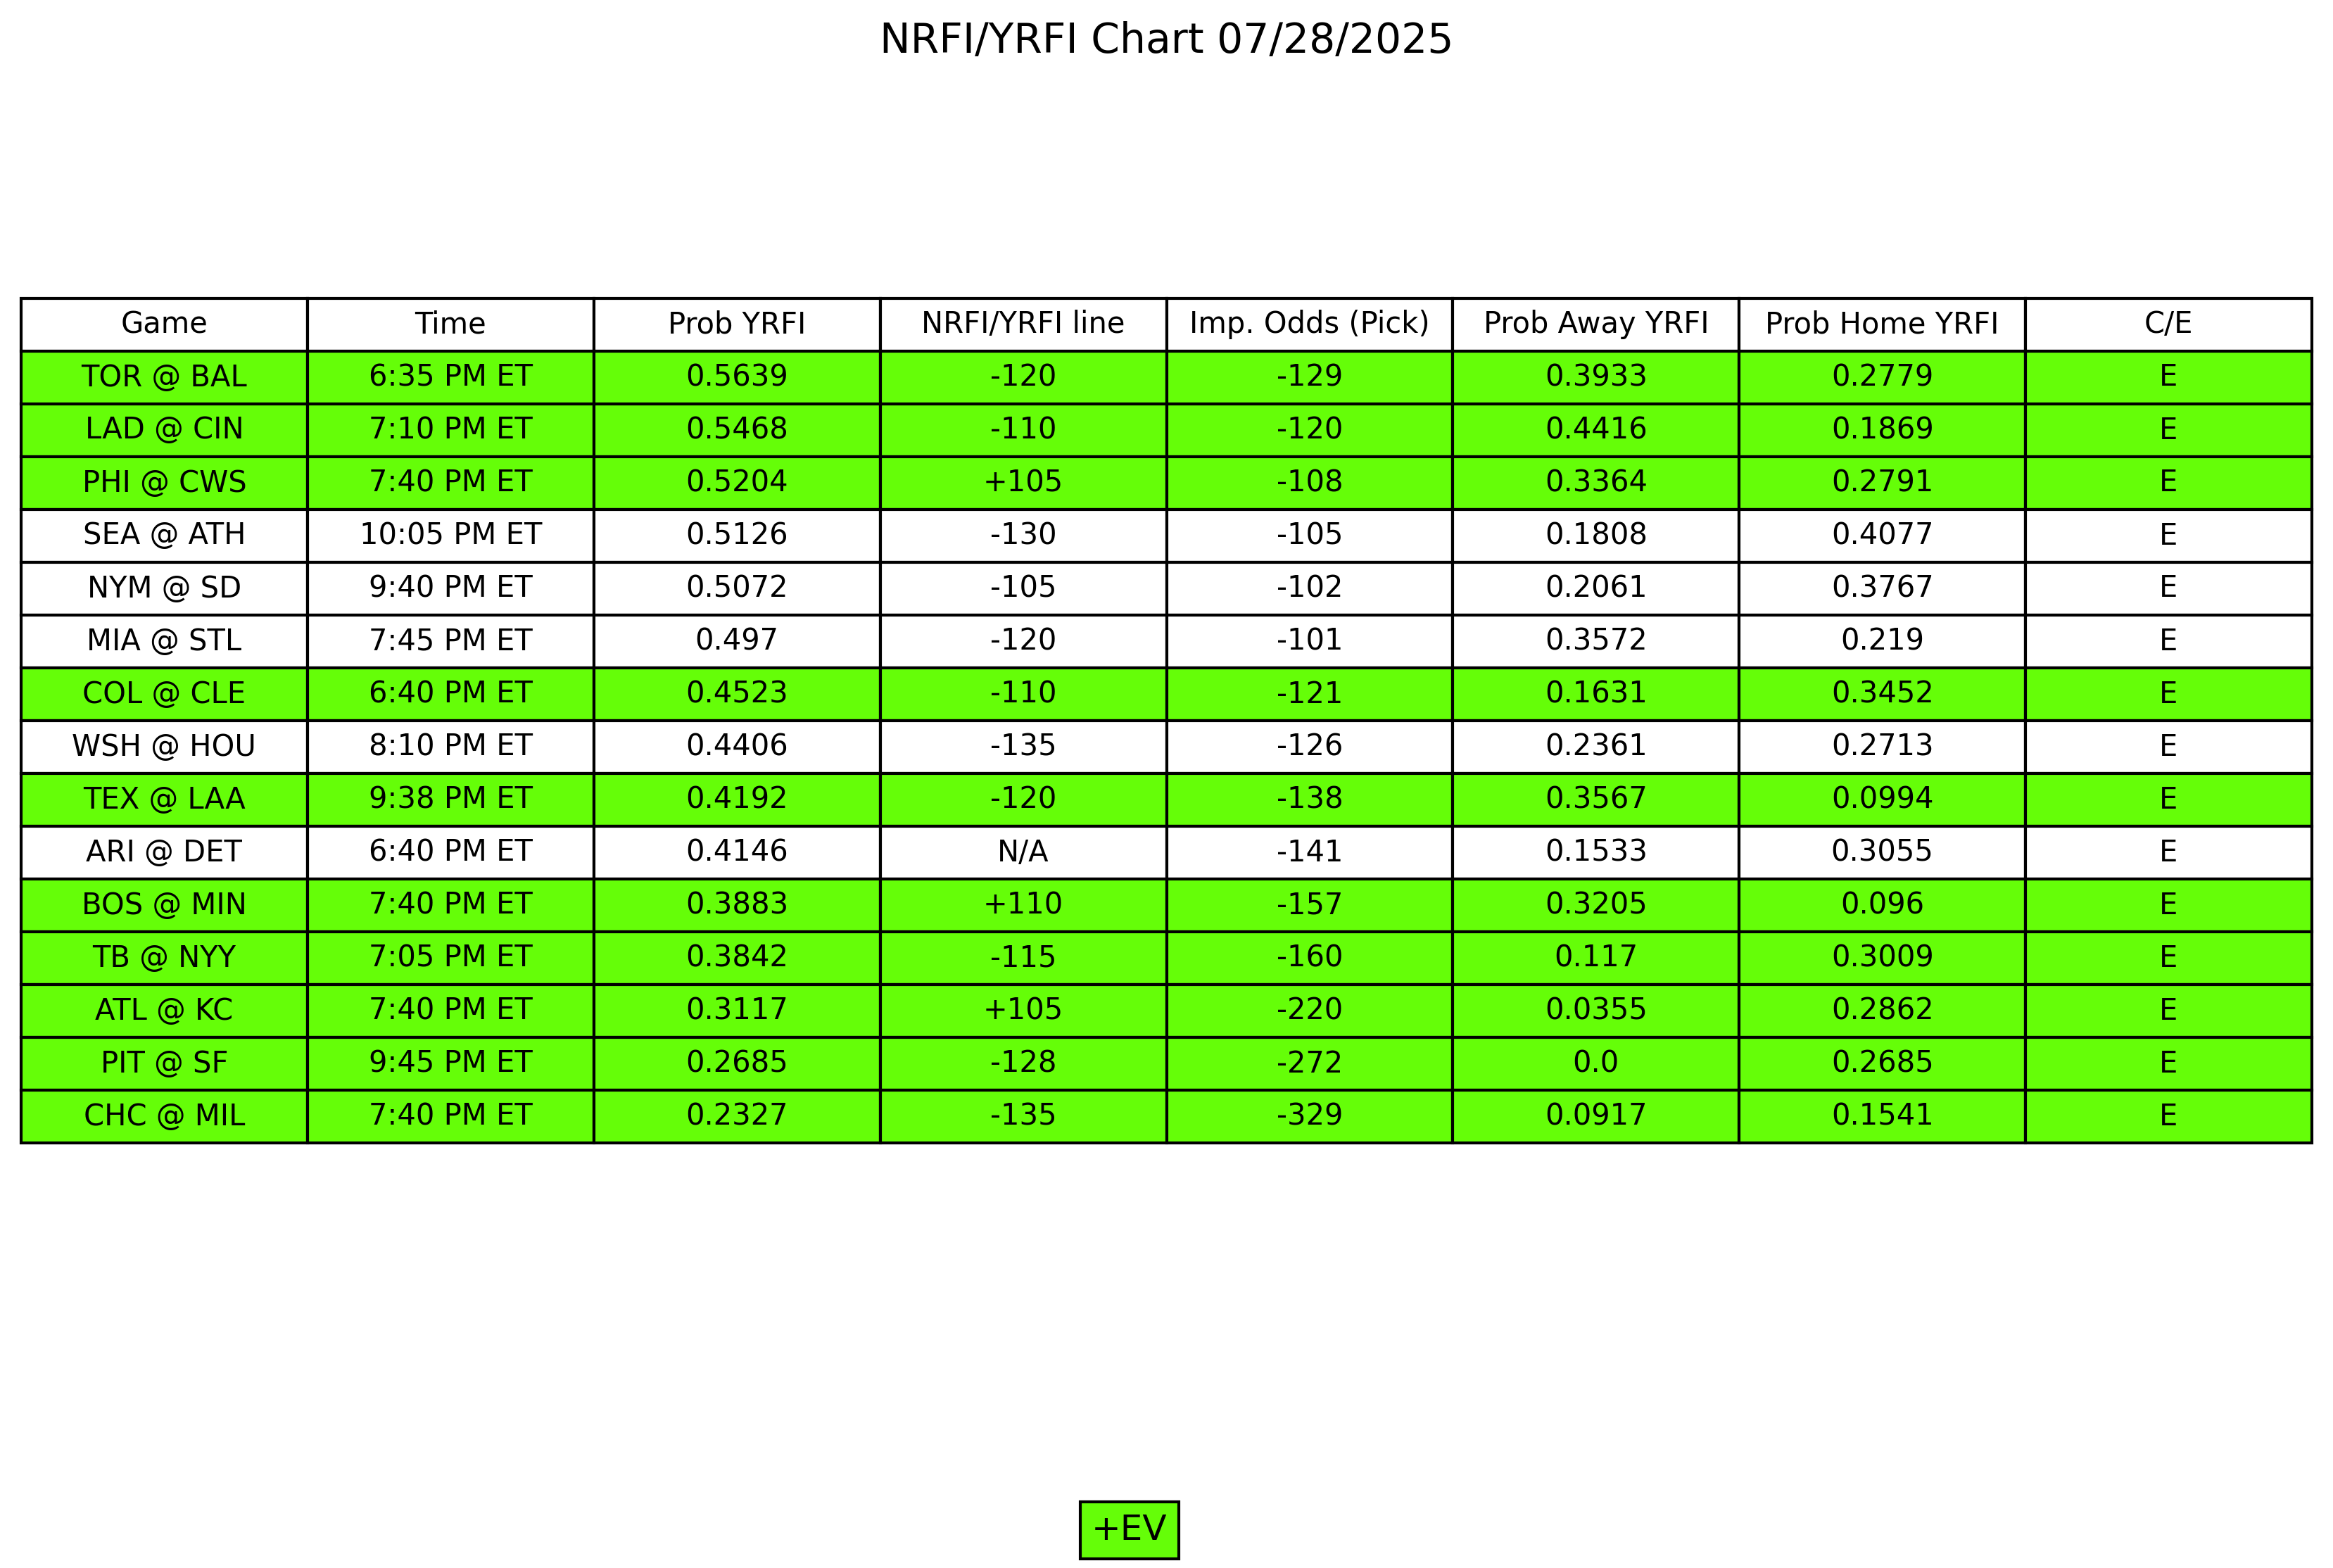 NRFI/YRFI Chart 07/28/2025
Game Time Prob YRFI NRFI/YRFI line Imp. Odds (Pick) Prob Away YRFI Prob Home YRFI C/E
TOR @ BAL 6:35 PM ET 0.5639 -120 -129 0.3933 0.2779 E
LAD @ CIN 7:10 PM ET 0.5468 -110 -120 0.4416 0.1869 E
PHI @ CWS 7:40 PM ET 0.5204 +105 -108 0.3364 0.2791 E
SEA @ ATH 10:05 PM ET 0.5126 -130 -105 0.1808 0.4077 E
NYM @ SD 9:40 PM ET 0.5072 -105 -102 0.2061 0.3767 E
MIA @ STL 7:45 PM ET 0.497 -120 -101 0.3572 0.219 E
COL @ CLE 6:40 PM ET 0.4523 -110 -121 0.1631 0.3452 E
WSH @ HOU 8:10 PM ET 0.4406 -135 -126 0.2361 0.2713 E
TEX @ LAA 9:38 PM ET 0.4192 -120 -138 0.3567 0.0994 E
ARI @ DET 6:40 PM ET 0.4146 N/A -141 0.1533 0.3055 E
BOS @ MIN 7:40 PM ET 0.3883 +110 -157 0.3205 0.096 E
TB @ NYY 7:05 PM ET 0.3842 -115 -160 0.117 0.3009 E
ATL @ KC 7:40 PM ET 0.3117 +105 -220 0.0355 0.2862 E
PIT @ SF 9:45 PM ET 0.2685 -128 -272 0.0 0.2685 E
CHC @ MIL 7:40 PM ET 0.2327 -135 -329 0.0917 0.1541 E
+EV